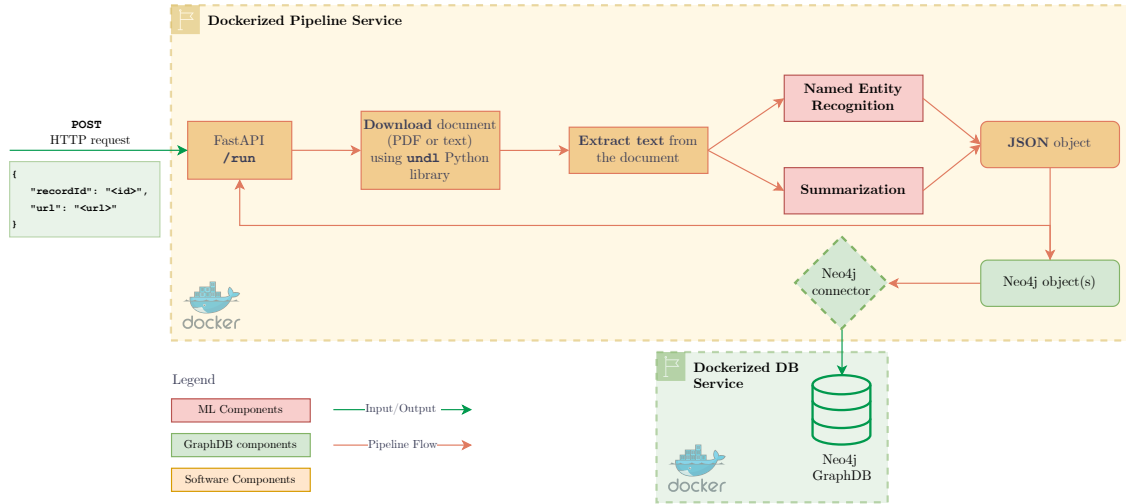 Dockerized Pipeline Service
POST
HTTP request
{
"recordId": "<id>",
"url": "<url>"
}
FastAPI
/run
Download document
(PDF or text)
using undl Python
library
Extract text from
the document
Named Entity
Recognition
Summarization
JSON object
Neo4j object(s)
Neo4j
connector
docker
Dockerized DB
Service
Neo4j
GraphDB
docker
Legend
ML Components
GraphDB components
Software Components
Input/Output
Pipeline Flow